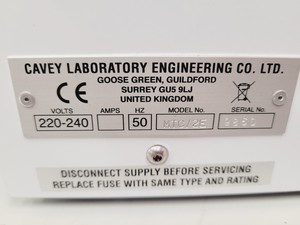 CAVEY LABORATORY ENGINEERING CO. LTD.
GOOSE GREEN, GUILDFORD
SURREY GU5 9LJ
UNITED KINGDOM
CE
VOLTS AMPS HZ MODEL No. SERIAL No.
220-240 50
DISCONNECT SUPPLY BEFORE SERVICING
REPLACE FUSE WITH SAME TYPE AND RATING